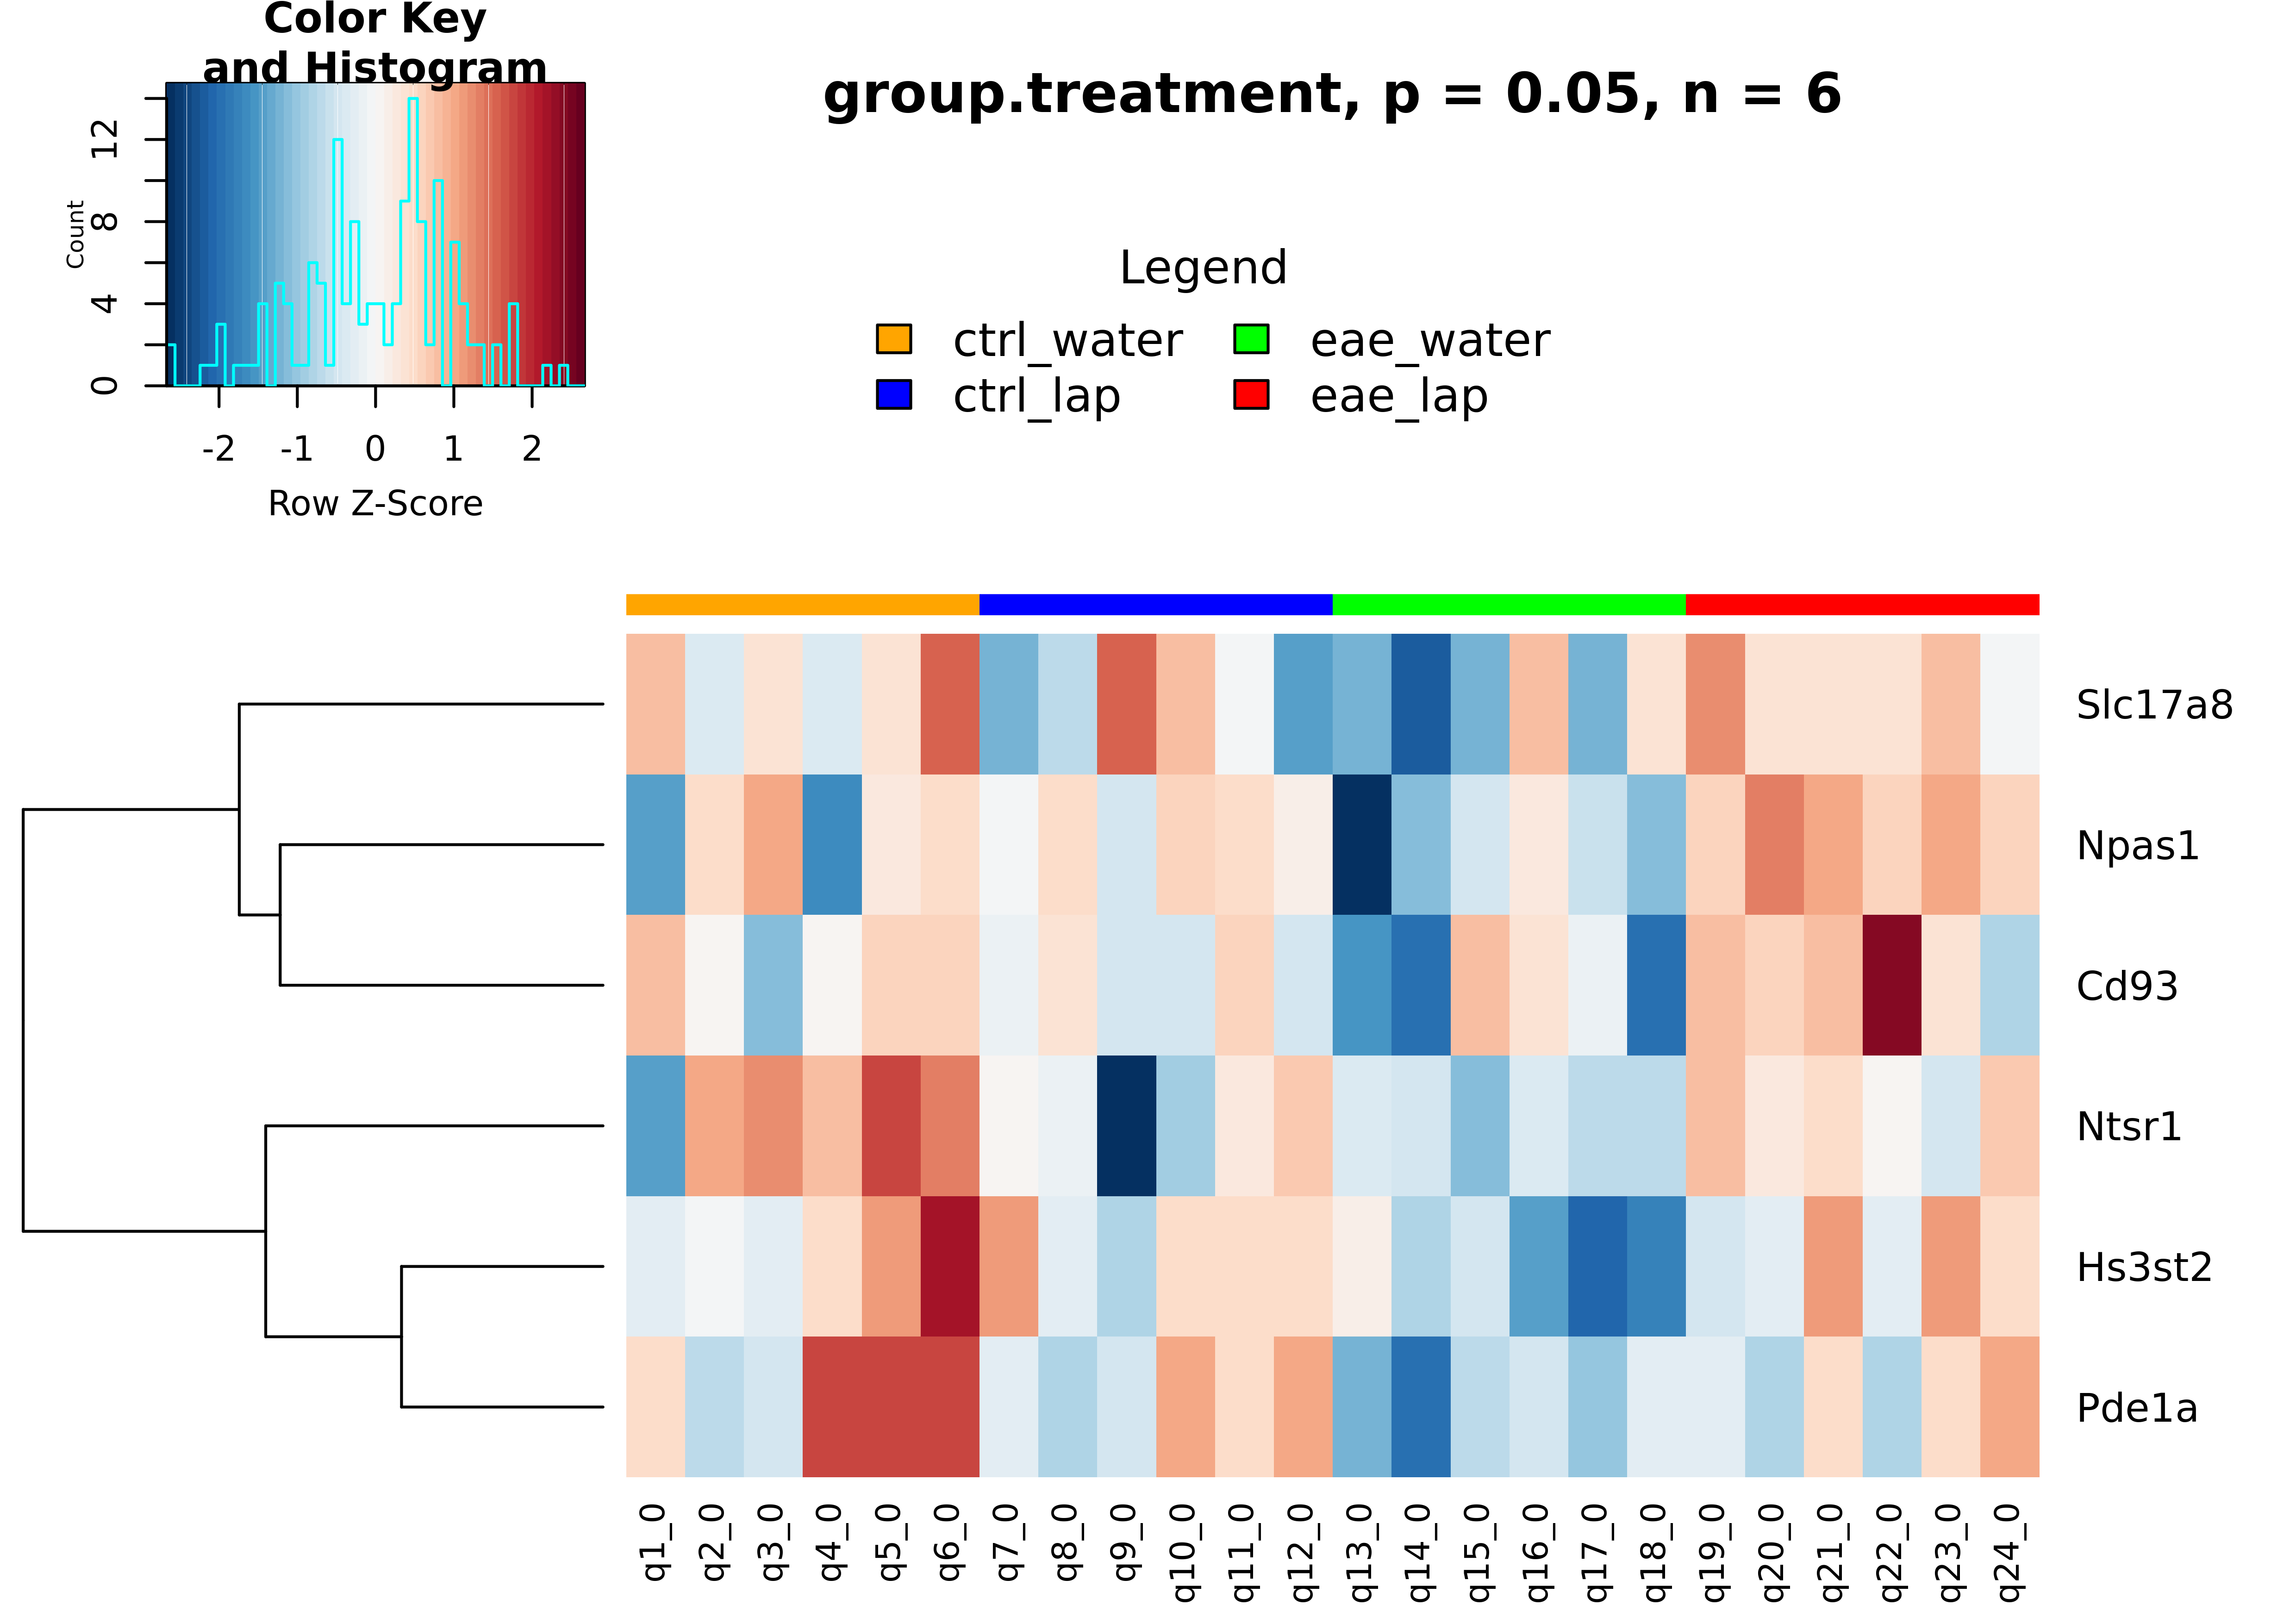 Color Key
and Histogram
group.treatment, p = 0.05, n = 6
Count
0 4 8 12
-2 -1 0 1 2
Row Z-Score
Legend
ctrl_water eae_water
ctrl_lap eae_lap
Slc17a8
Npas1
Cd93
Ntsr1
Hs3st2
Pde1a
q1_0 q2_0 q3_0 q4_0 q5_0 q6_0 q7_0 q8_0 q9_0 q10_0 q11_0 q12_0 q13_0 q14_0 q15_0 q16_0 q17_0 q18_0 q19_0 q20_0 q21_0 q22_0 q23_0 q24_0